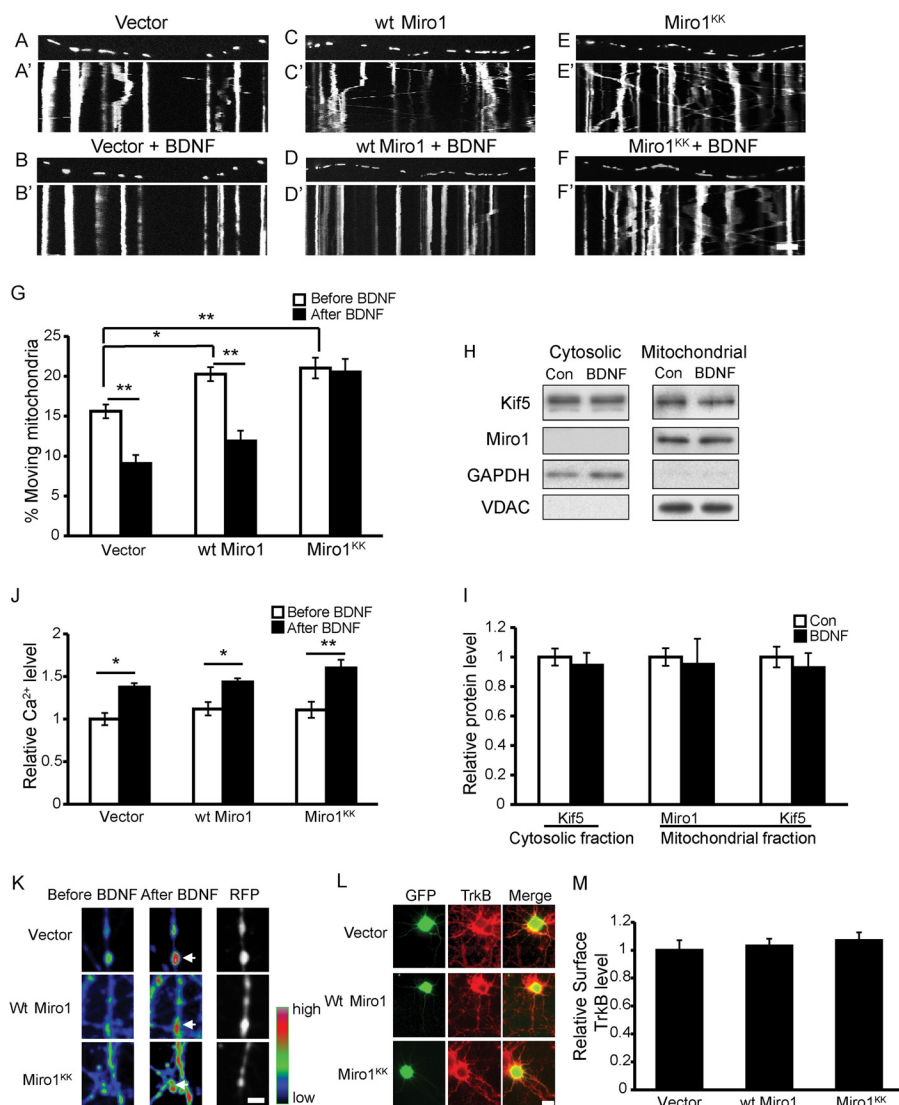 Vector
wt Miro1
Miro1KK
A
C
E
A'
C'
E'
Vector + BDNF
wt Miro1 + BDNF
Miro1KK + BDNF
B
D
F
B'
D'
F'
G
Before BDNF
After BDNF
**
*
**
**
25
20
15
10
5
0
% Moving mitochondria
Vector
wt Miro1
Miro1KK
H
Cytosolic
Mitochondrial
Con BDNF
Con BDNF
Kif5
Miro1
GAPDH
VDAC
J
Before BDNF
After BDNF
*
*
**
2
1.5
1
0.5
0
Relative Ca2+ level
Vector
wt Miro1
Miro1KK
I
Con
BDNF
1.2
1
0.8
0.6
0.4
0.2
0
Relative protein level
Kif5
Miro1
Kif5
Cytosolic fraction
Mitochondrial fraction
K
Before BDNF
After BDNF
RFP
Vector
Wt Miro1
Miro1KK
high
low
L
GFP
TrkB
Merge
Vector
Wt Miro1
Miro1KK
M
1.2
1
0.8
0.6
0.4
0.2
0
Relative Surface
TrkB level
Vector
wt Miro1
Miro1KK